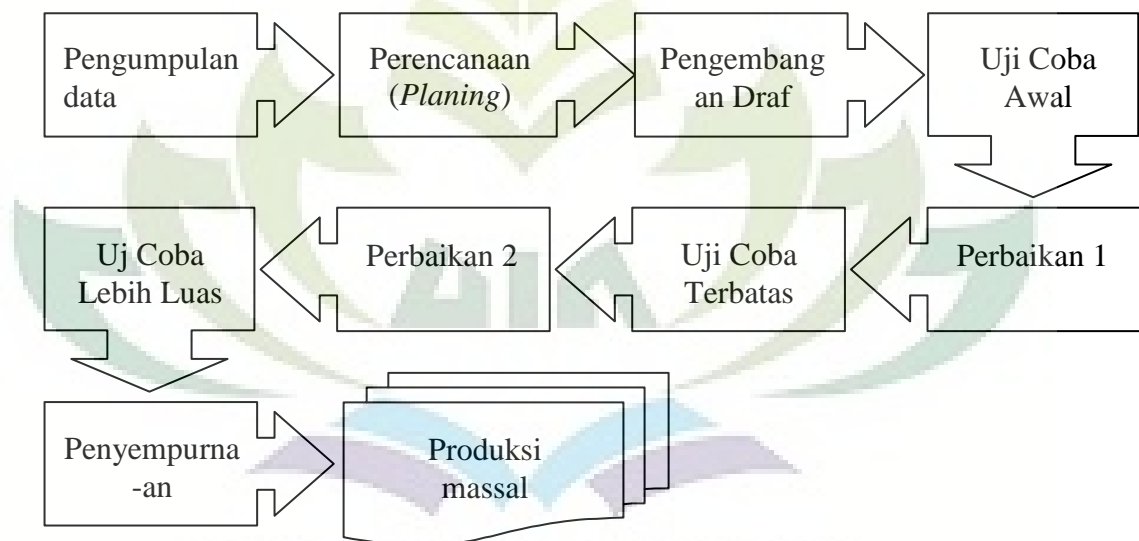 Pengumpulan
data
Perencanaan
(Planing)
Pengembang
an Draf
Uji Coba
Awal
Uj Coba
Lebih Luas
Perbaikan 2
Uji Coba
Terbatas
Perbaikan 1
Penyempurna
-an
Produksi
massal